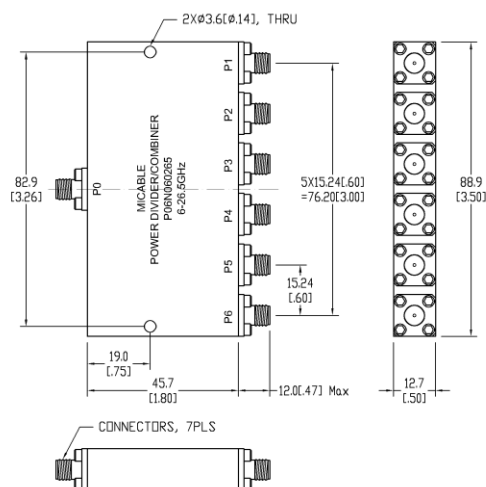 2XØ3.6[Ø.14], THRU
P1
P2
P3
P4
P5
P6
P0
MICABLE
POWER DIVIDER/COMBINER
P06N060265
6-26.5GHz
82.9
[3.26]
5X15.24[.60]
=76.20[3.00]
15.24
[.60]
88.9
[3.50]
19.0
[.75]
45.7
[1.80]
12.0[.47] Max
12.7
[.50]
CONNECTORS, 7PLS